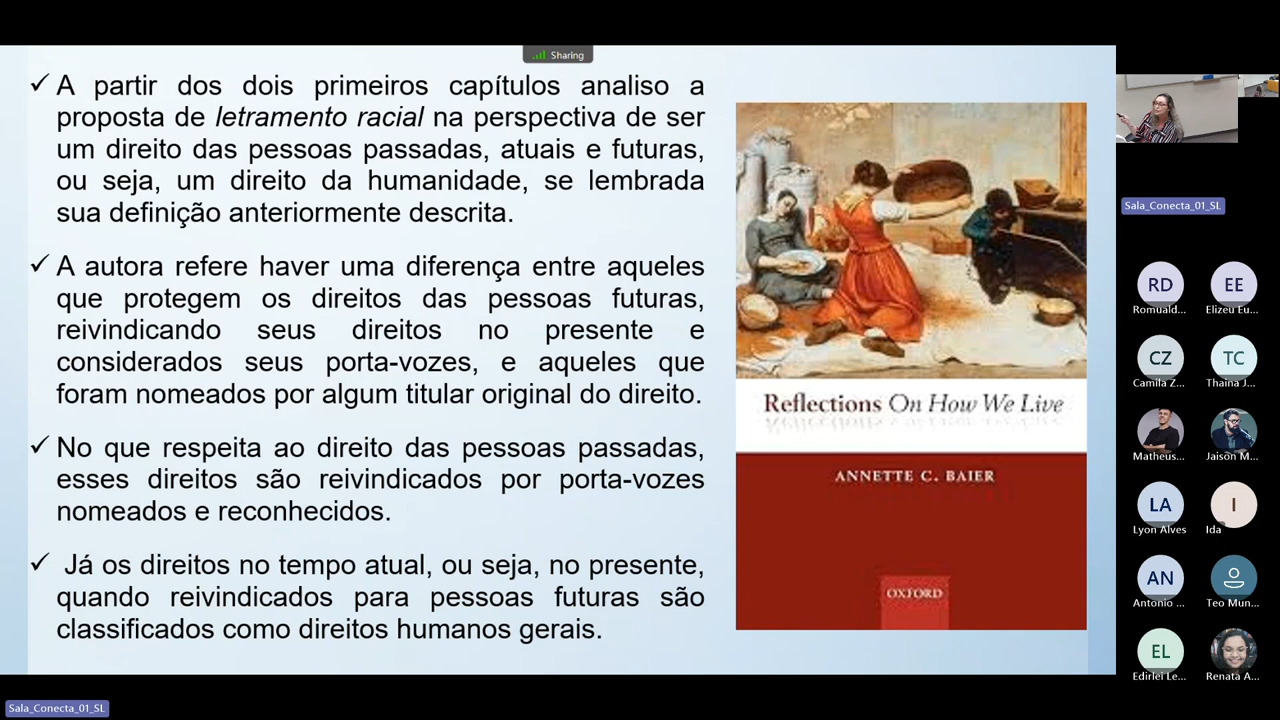 Sharing
✓ A partir dos dois primeiros capítulos analiso a
proposta de letramento racial na perspectiva de ser
um direito das pessoas passadas, atuais e futuras,
ou seja, um direito da humanidade, se lembrada
sua definição anteriormente descrita.
✓ A autora refere haver uma diferença entre aqueles
que protegem os direitos das pessoas futuras,
reivindicando seus direitos no presente e
considerados seus porta-vozes, e aqueles que
foram nomeados por algum titular original do direito.
✓ No que respeita ao direito das pessoas passadas,
esses direitos são reivindicados por porta-vozes
nomeados e reconhecidos.
✓ Já os direitos no tempo atual, ou seja, no presente,
quando reivindicados para pessoas futuras são
classificados como direitos humanos gerais.
Reflections On How We Live
ANNETTE C. BAIER
OXFORD
Sala_Conecta_01_SL
RD
EE
Romuald...
Elizeu Eu...
CZ
TC
Camila Z...
Thaina J...
Matheus...
Jaison M...
LA
I
Lyon Alves
Ida
AN
Antonio ...
Teo Mun...
EL
Edirlei Le...
Renata A...
Sala_Conecta_01_SL